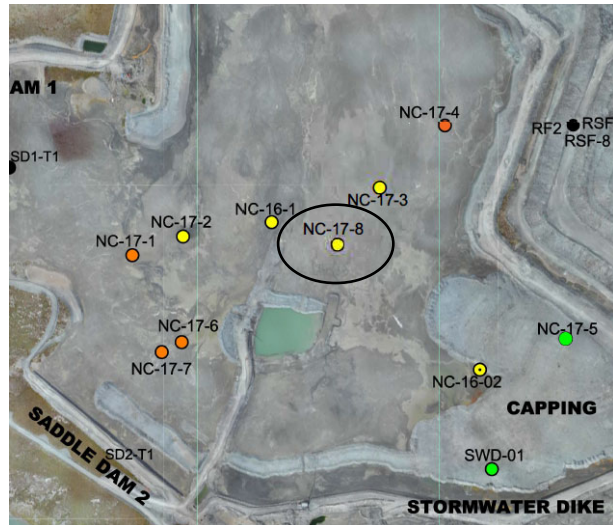 AM 1
NC-17-4
RF2
RSF
RSF-8
SD1-T1
NC-17-3
NC-16-1
NC-17-2
NC-17-8
NC-17-1
NC-17-6
NC-17-5
NC-17-7
NC-16-02
CAPPING
SADDLE DAM 2
SD2-T1
SWD-01
STORMWATER DIKE